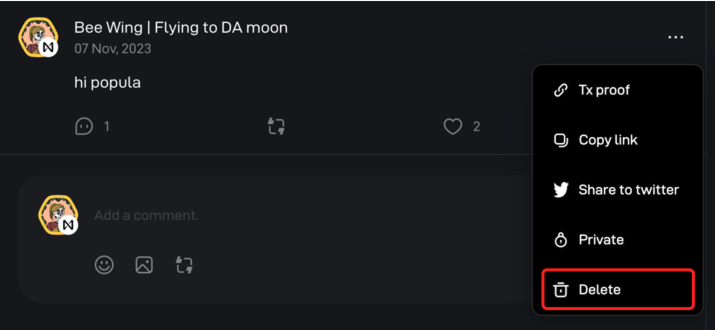 Bee Wing | Flying to DA moon
07 Nov, 2023
hi popula
1
2
Tx proof
Copy link
Share to twitter
Private
Delete
Add a comment.